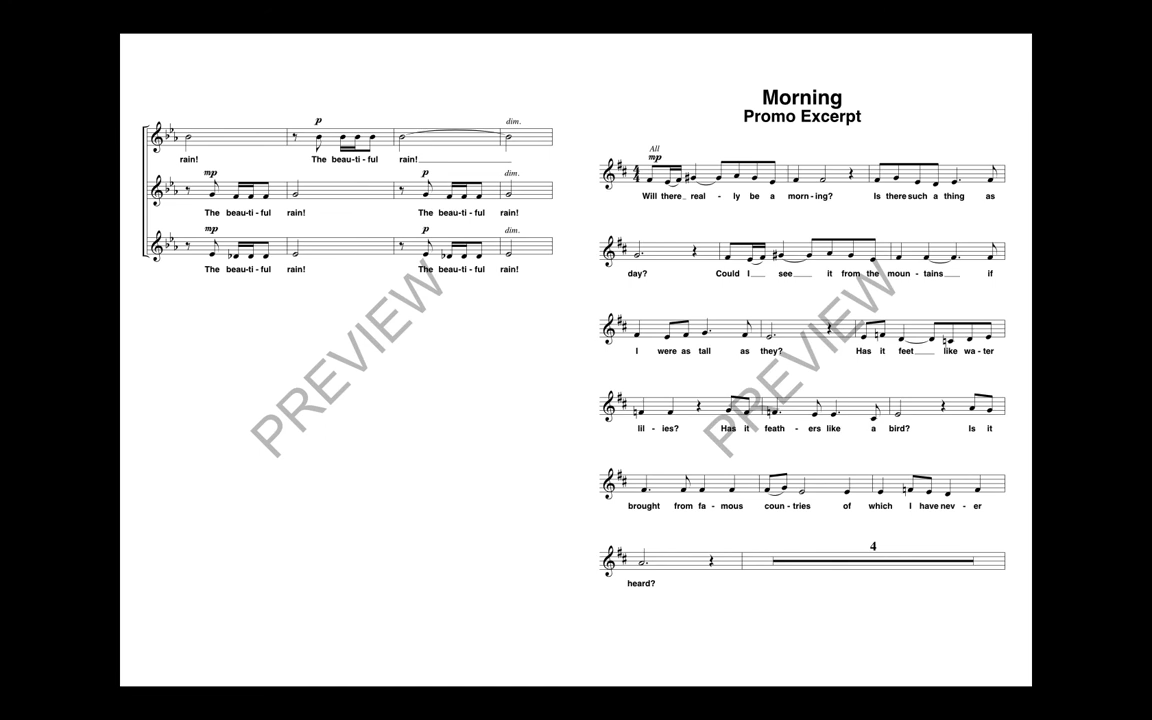 p dim.
rain! The beau-ti-ful rain!
mp p dim.
The beau-ti-ful rain! The beau-ti-ful rain!
mp p dim.
The beau-ti-ful rain! The beau-ti-ful rain!
PREVIEW
Morning
Promo Excerpt
All
mp
Will there real - ly be a morn-ing? Is there such a thing as
day? Could I see it from the moun - tains if
I were as tall as they? Has it feet like wa-ter
lil - ies? Has it feath - ers like a bird? Is it
brought from fa - mous coun-tries of which I have nev - er
4
heard?
PREVIEW